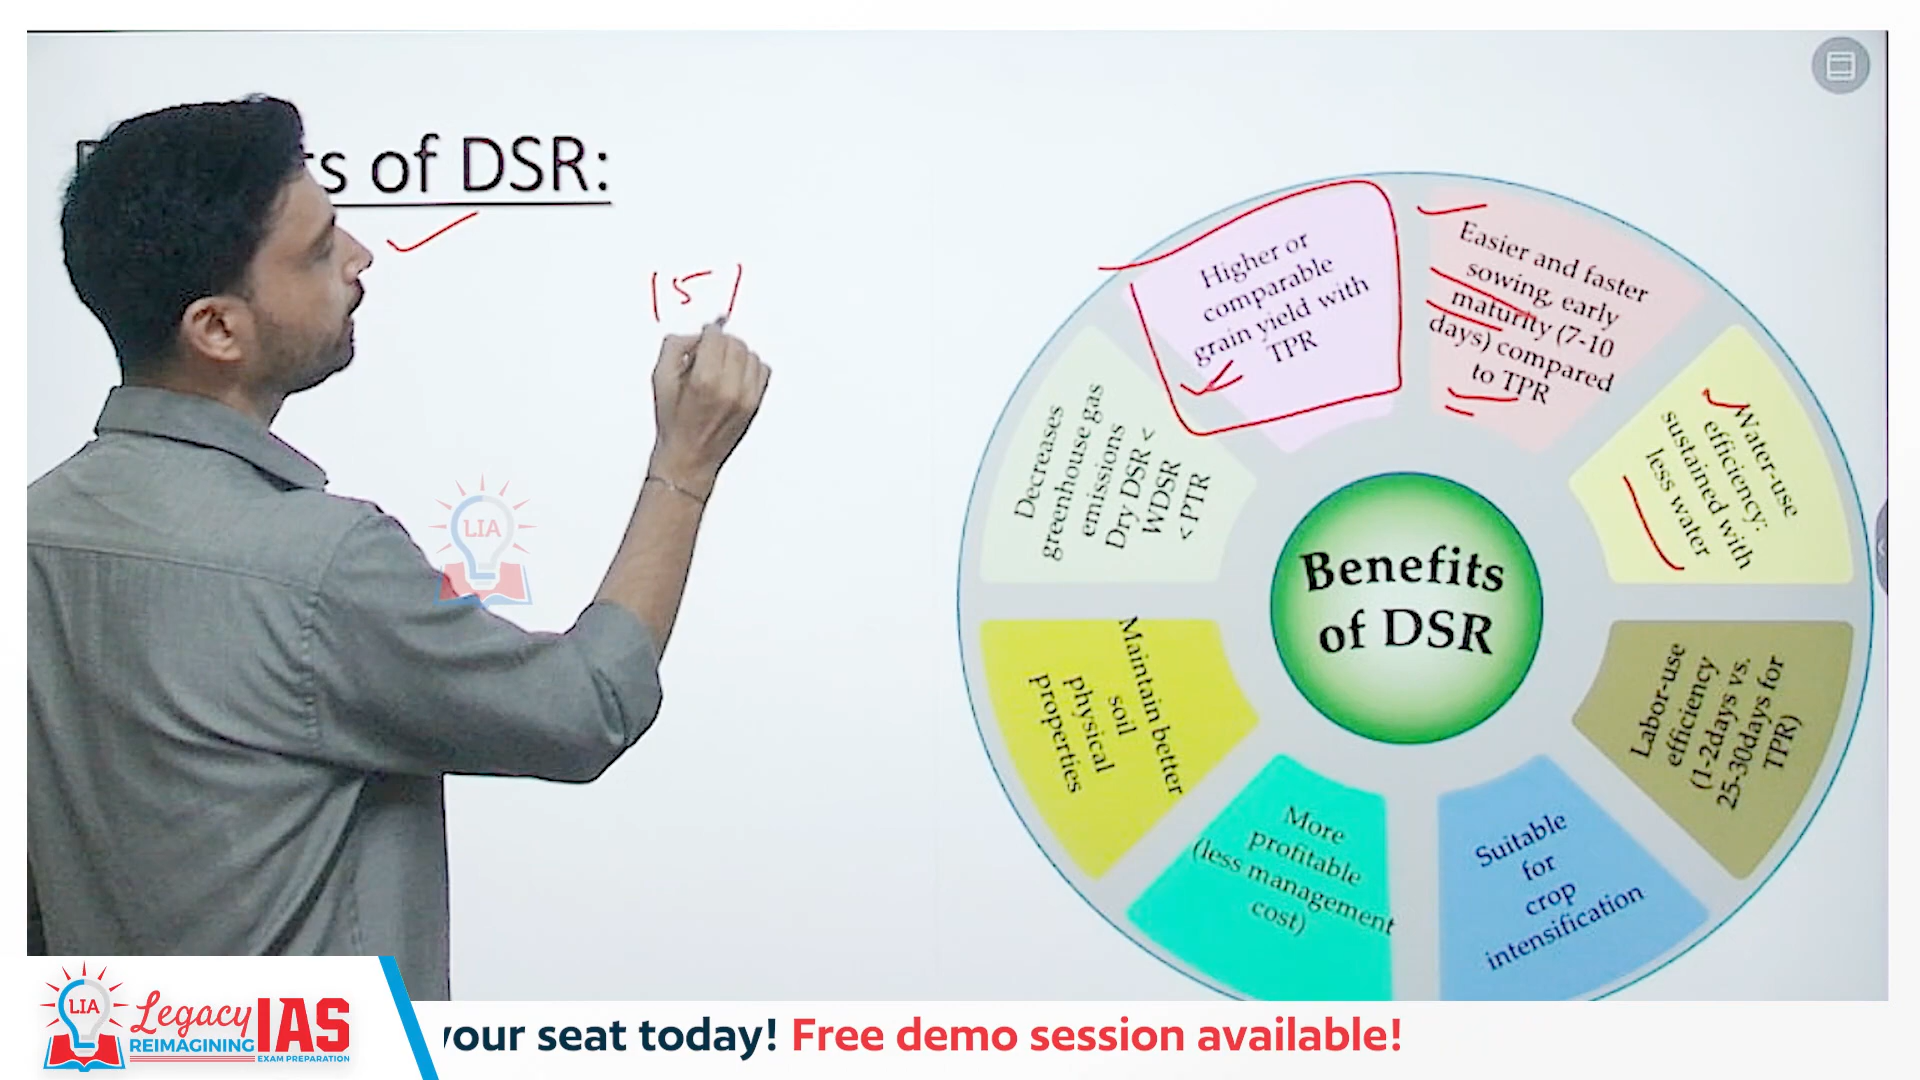 of DSR:
15
Higher or
comparable
grain yield with
TPR
Easier and faster
sowing, early
maturity (7-10
days) compared
to TPR
Water-use
efficiency:
sustained with
less water
Labor-use
efficiency
(1-2days vs.
25-30days for
TPR)
Suitable
for
crop
intensification
More
profitable
(less management
cost)
Maintain better
soil
physical
properties
Decreases
greenhouse gas
emissions
Dry DSR <
WDSR
< PTR
Benefits
of DSR
LIA
LIA
Legacy IAS
REIMAGINING EXAM PREPARATION
your seat today! Free demo session available!